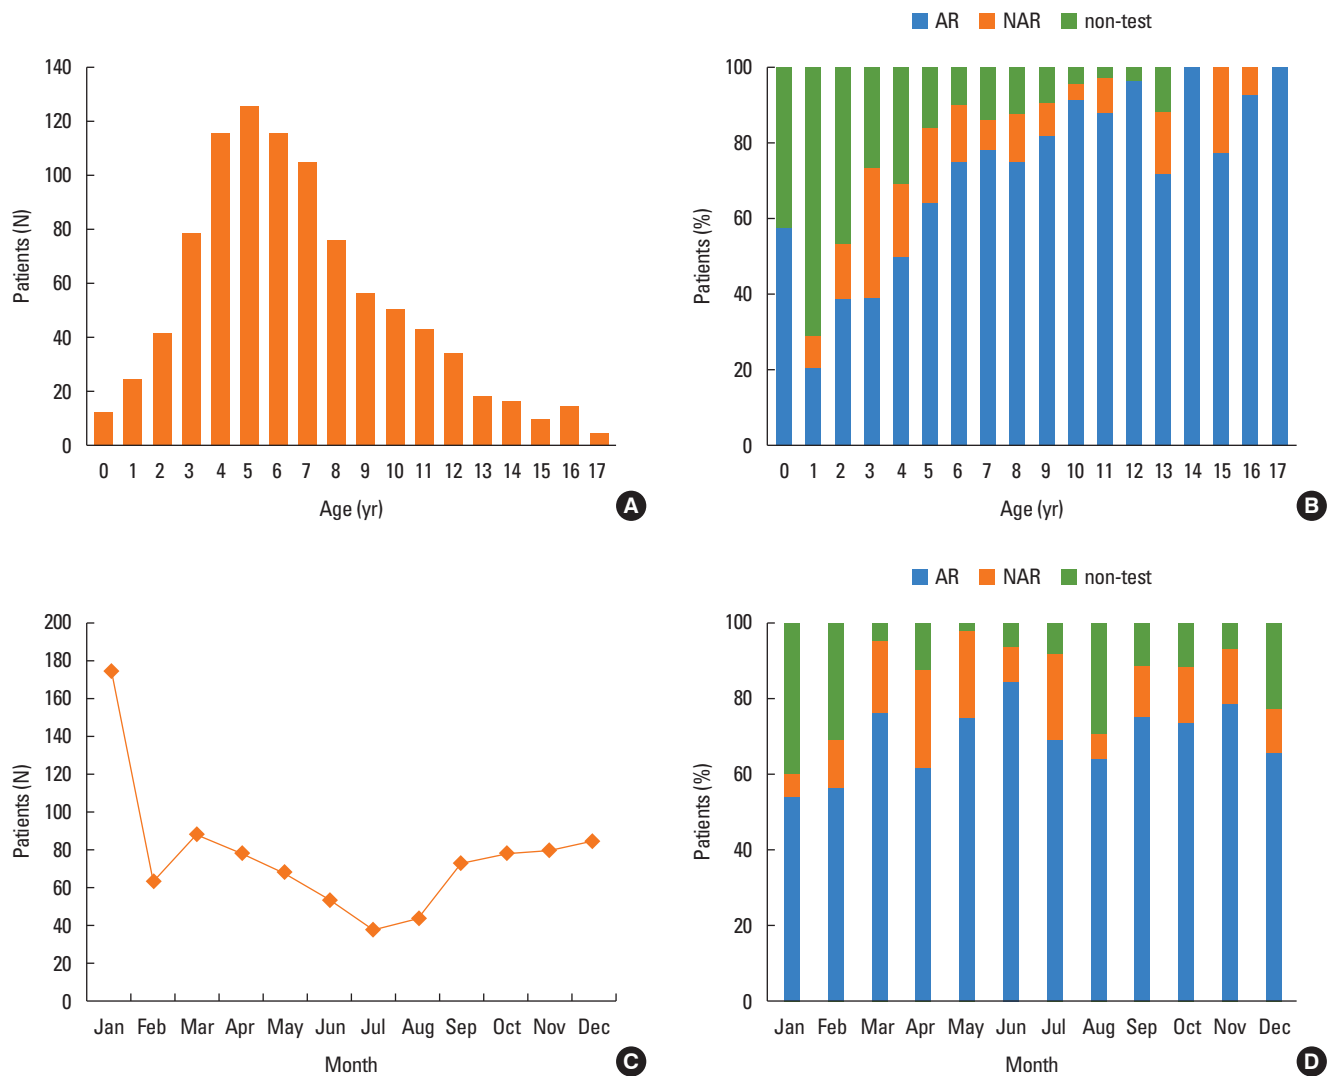 140
120
100
80
60
40
20
0
Patients (N)
0 1 2 3 4 5 6 7 8 9 10 11 12 13 14 15 16 17
Age (yr)
A
AR NAR non-test
100
80
60
40
20
0
Patients (%)
0 1 2 3 4 5 6 7 8 9 10 11 12 13 14 15 16 17
Age (yr)
B
200
180
160
140
120
100
80
60
40
20
0
Patients (N)
Jan Feb Mar Apr May Jun Jul Aug Sep Oct Nov Dec
Month
C
AR NAR non-test
100
80
60
40
20
0
Patients (%)
Jan Feb Mar Apr May Jun Jul Aug Sep Oct Nov Dec
Month
D